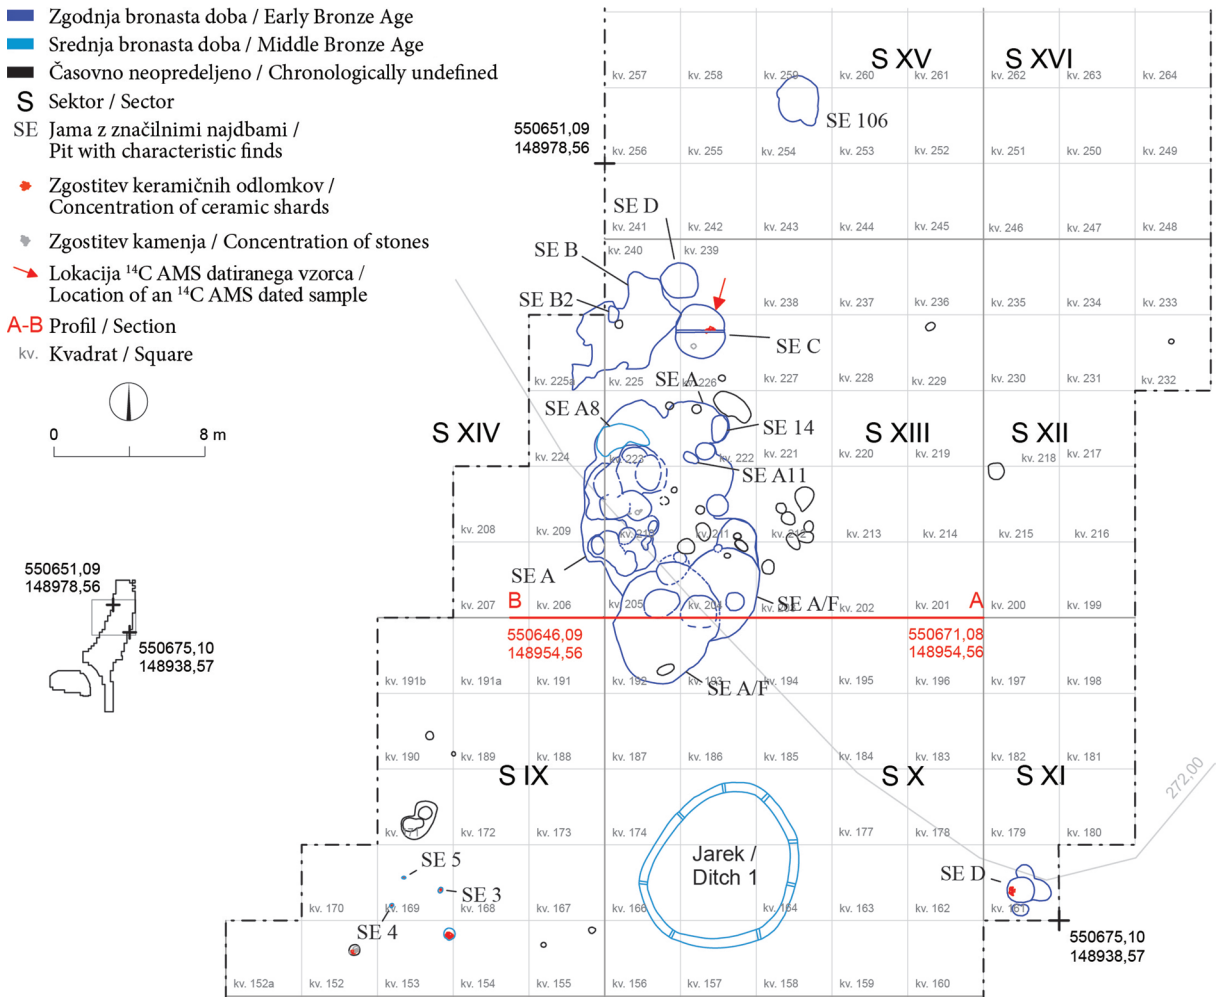 Zgodnja bronasta doba / Early Bronze Age
Srednja bronasta doba / Middle Bronze Age
Časovno neopredeljeno / Chronologically undefined
S Sektor / Sector
SE Jama z značilnimi najdbami /
Pit with characteristic finds
Zgostitev keramičnih odlomkov /
Concentration of ceramic shards
Zgostitev kamenja / Concentration of stones
Lokacija ¹⁴C AMS datiranega vzorca /
Location of an ¹⁴C AMS dated sample
A-B Profil / Section
kv. Kvadrat / Square
0 8 m
550651,09
148978,56
550675,10
148938,57
S XV S XVI
kv. 257 kv. 258 kv. 259 kv. 260 kv. 261 kv. 262 kv. 263 kv. 264
SE 106
550651,09
148978,56
kv. 256 kv. 255 kv. 254 kv. 253 kv. 252 kv. 251 kv. 250 kv. 249
SE D
kv. 241 kv. 242 kv. 243 kv. 244 kv. 245 kv. 246 kv. 247 kv. 248
SE B
kv. 240 kv. 239
SE B2
kv. 238 kv. 237 kv. 236 kv. 235 kv. 234 kv. 233
SE C
kv. 225a kv. 225 kv. 226 kv. 227 kv. 228 kv. 229 kv. 230 kv. 231 kv. 232
SE A
SE A8
SE 14
S XIV S XIII S XII
kv. 224 kv. 223 kv. 222 kv. 221 kv. 220 kv. 219 kv. 218 kv. 217
SE A11
kv. 208 kv. 209 kv. 210 kv. 211 kv. 212 kv. 213 kv. 214 kv. 215 kv. 216
SE A
SE A/F
B A
kv. 207 kv. 206 kv. 205 kv. 204 kv. 203 kv. 202 kv. 201 kv. 200 kv. 199
550646,09
148954,56
550671,08
148954,56
kv. 191b kv. 191a kv. 191 kv. 192 kv. 193 kv. 194 kv. 195 kv. 196 kv. 197 kv. 198
SE A/F
kv. 190 kv. 189 kv. 188 kv. 187 kv. 186 kv. 185 kv. 184 kv. 183 kv. 182 kv. 181
S IX S X S XI
272,00
kv. 171 kv. 172 kv. 173 kv. 174 kv. 177 kv. 178 kv. 179 kv. 180
Jarek /
Ditch 1
SE 5
SE 3
SE D
kv. 170 kv. 169 kv. 168 kv. 167 kv. 166 kv. 164 kv. 163 kv. 162 kv. 161
SE 4
550675,10
148938,57
kv. 152a kv. 152 kv. 153 kv. 154 kv. 155 kv. 156 kv. 157 kv. 158 kv. 159 kv. 160